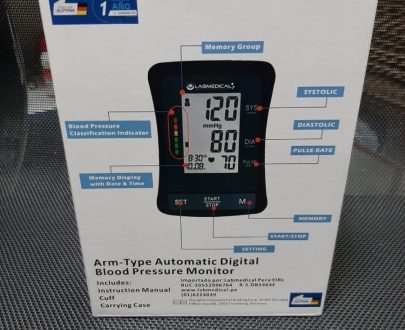 1 AÑO
Memory Group
LABMEDICAL
SYSTOLIC
120
SYS
mmHg
DIASTOLIC
Blood Pressure
Classification Indicator
80
DIA
PULSE RATE
8:30
70
PULSE
Memory Display
with Date & Time
SET
START
STOP
M
MEMORY
START/STOP
SETTING
Arm-Type Automatic Digital
Blood Pressure Monitor
Includes:
Instruction Manual
Cuff
Carrying Case
Importado por: Labmedical Peru EIRL
www.labmedical.pe